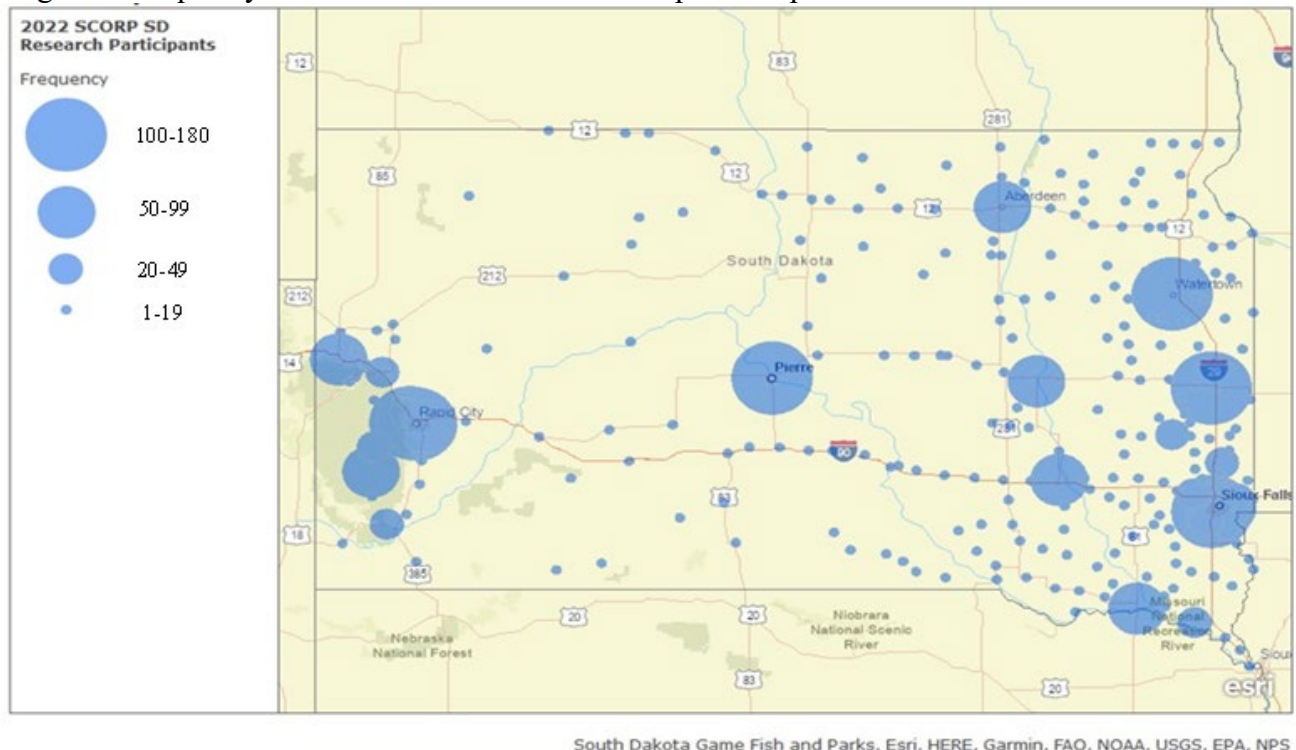 2022 SCORP SD
Research Participants
Frequency
100-180
50-99
20-49
1-19
12
83
281
12
85
12
Aberdeen
12
12
South Dakota
212
212
Watertown
14
Pierre
Rapid City
281
90
83
Sioux Falls
18
385
20
20
Niobrara
National Scenic
River
Missouri
National
Recreation
River
Nebraska
National Forest
83
20
Sioux
esri
South Dakota Game Fish and Parks, Esri, HERE, Garmin, FAO, NOAA, USGS, EPA, NPS